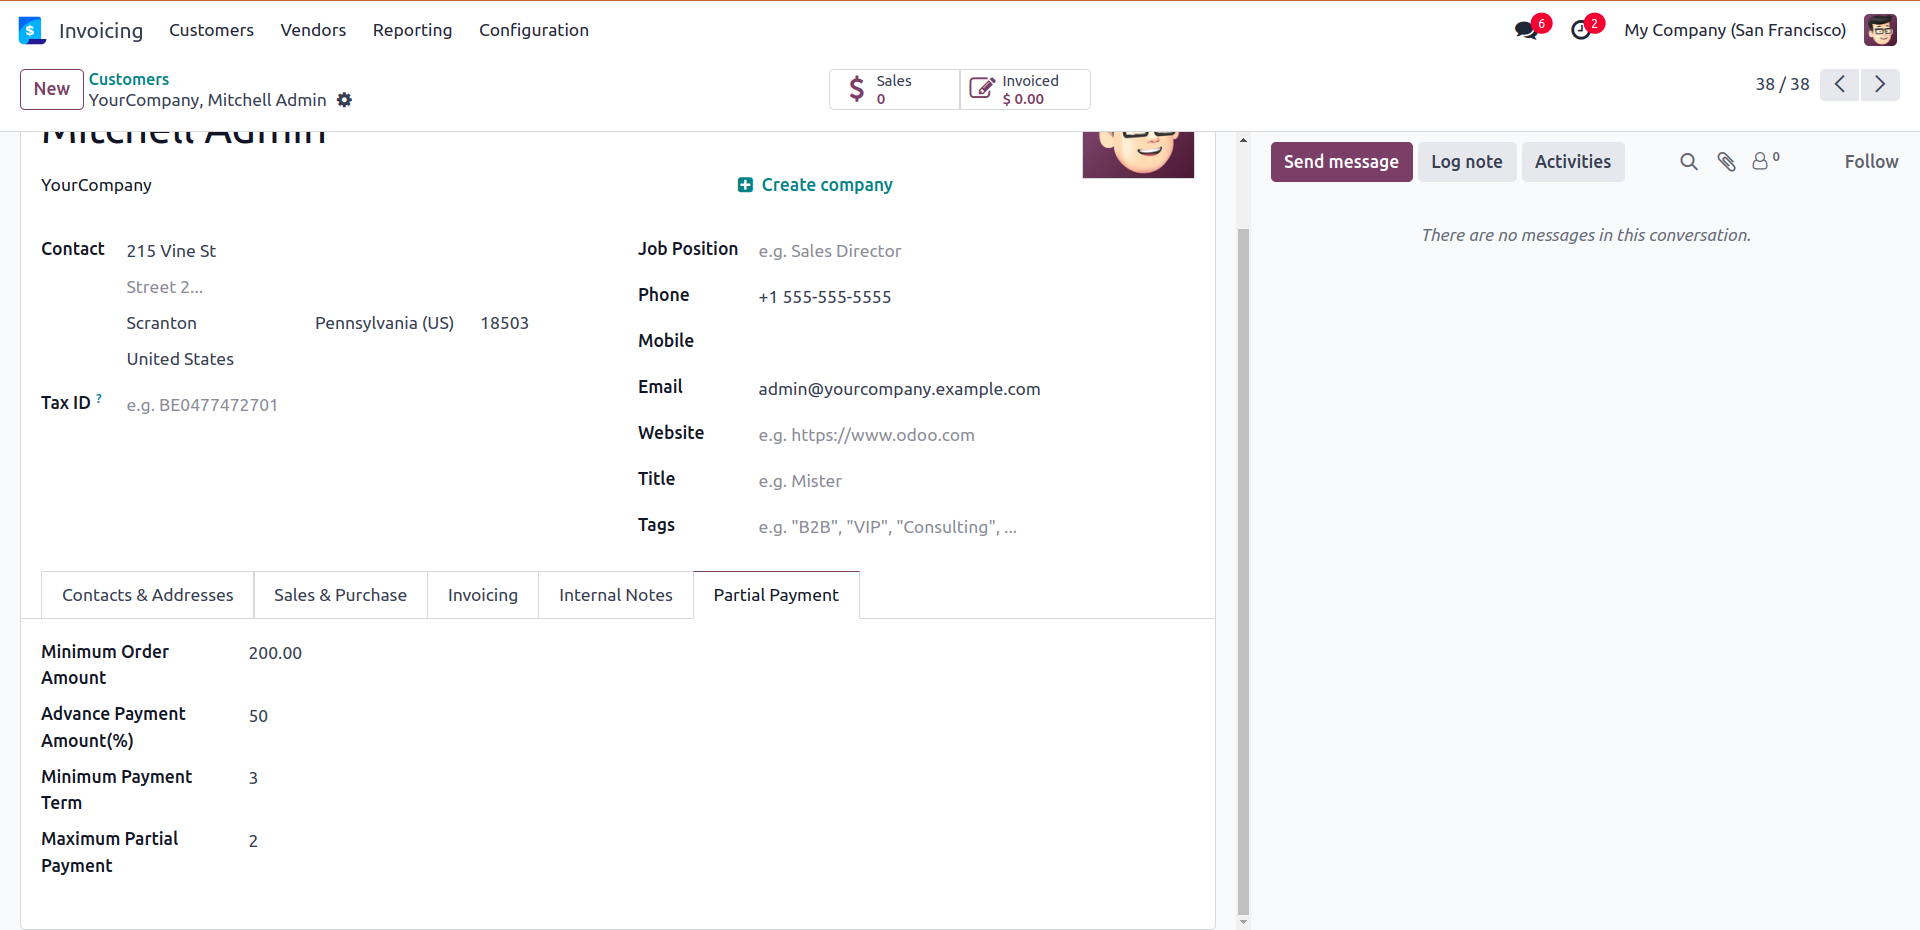 Invoicing Customers Vendors Reporting Configuration 6 2 My Company (San Francisco)
New Customers Sales Invoiced 38 / 38
YourCompany, Mitchell Admin 0 $ 0.00
Mitchell Admin
Send message Log note Activities 0 Follow
YourCompany Create company
There are no messages in this conversation.
Contact 215 Vine St Job Position e.g. Sales Director
Street 2... Phone +1 555-555-5555
Scranton Pennsylvania (US) 18503 Mobile
United States
Email admin@yourcompany.example.com
Tax ID ? e.g. BE0477472701
Website e.g. https://www.odoo.com
Title e.g. Mister
Tags e.g. "B2B", "VIP", "Consulting", ...
Contacts & Addresses Sales & Purchase Invoicing Internal Notes Partial Payment
Minimum Order 200.00
Amount
Advance Payment 50
Amount(%)
Minimum Payment 3
Term
Maximum Partial 2
Payment